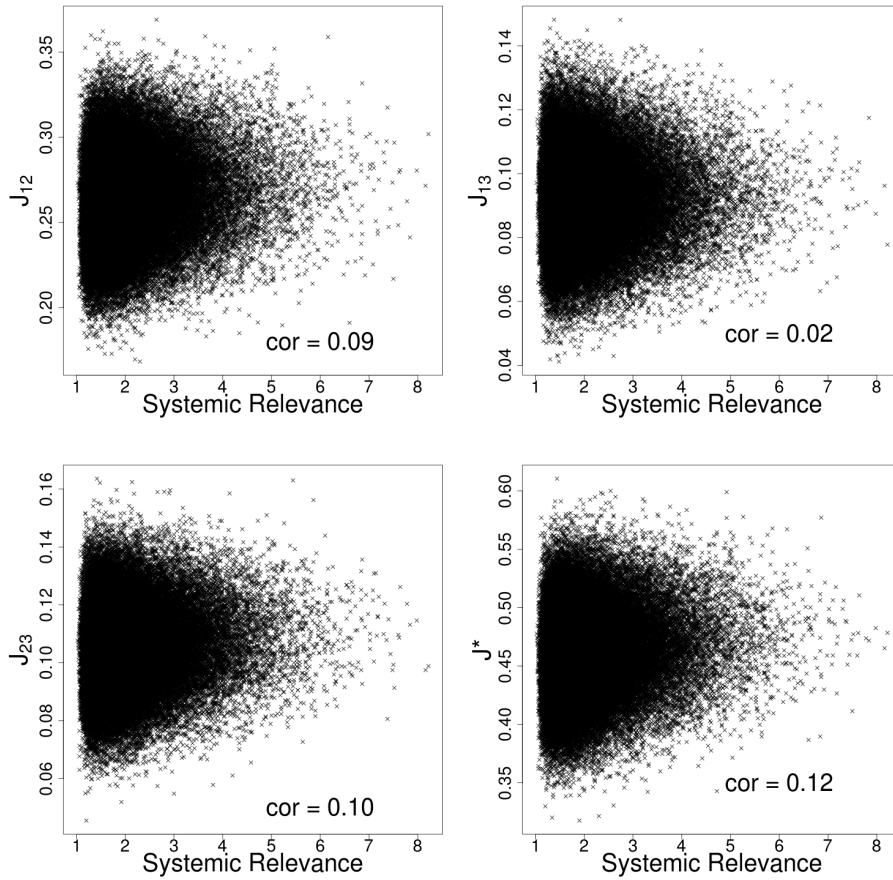 0.35
0.30
0.25
0.20
J12
cor = 0.09
1 2 3 4 5 6 7 8
Systemic Relevance
0.14
0.12
0.10
0.08
0.06
0.04
J13
cor = 0.02
1 2 3 4 5 6 7 8
Systemic Relevance
0.16
0.14
0.12
0.10
0.08
0.06
J23
cor = 0.10
1 2 3 4 5 6 7 8
Systemic Relevance
0.60
0.55
0.50
0.45
0.40
0.35
J*
cor = 0.12
1 2 3 4 5 6 7 8
Systemic Relevance